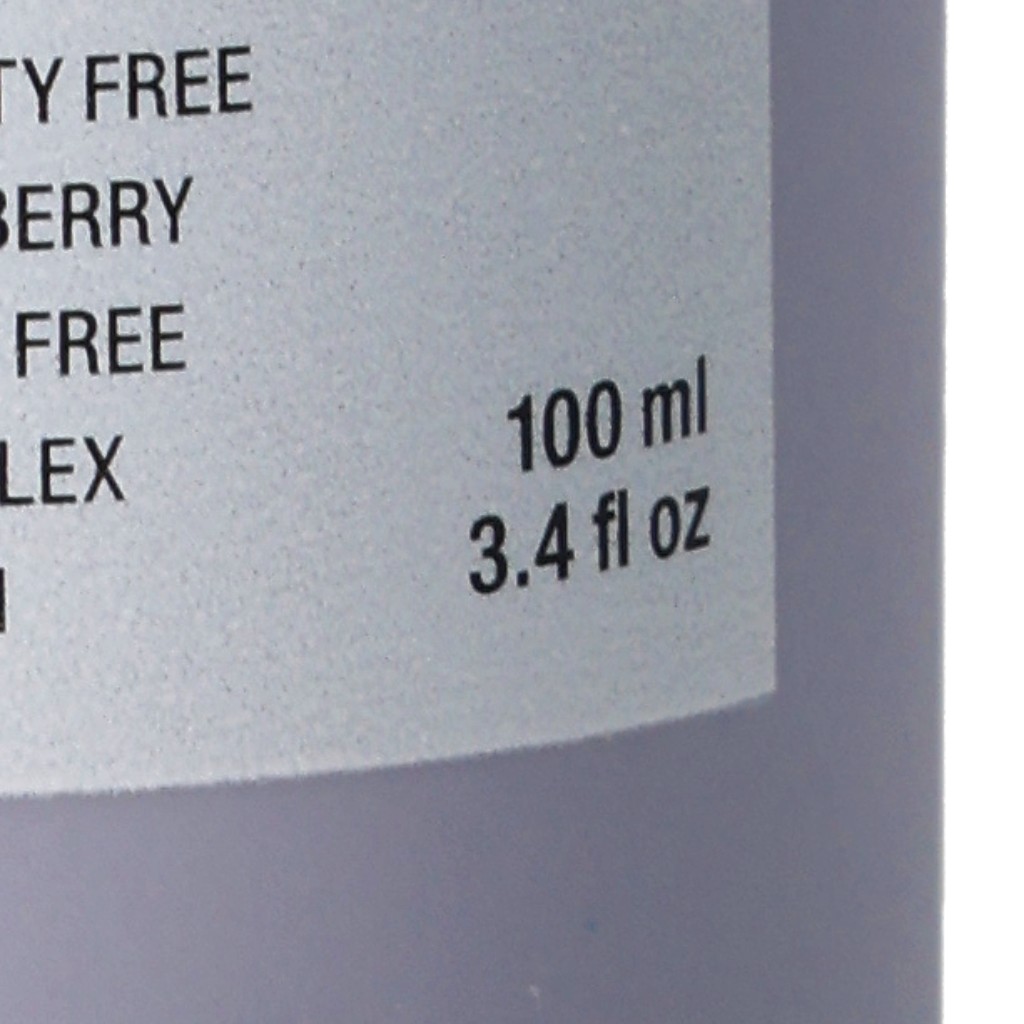 TY FREE
BERRY
FREE
LEX
100 ml
3.4 fl oz